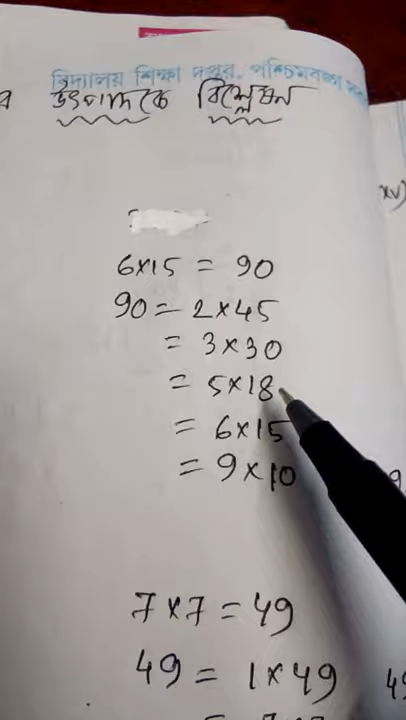 বিদ্যালয় শিক্ষা দপ্তর, পশ্চিমবঙ্গ
উৎপাদকে বিশ্লেষণ
xv)
6×15 = 90
90 = 2×45
= 3×30
= 5×18
= 6×15
= 9×10
7×7 = 49
49 = 1×49